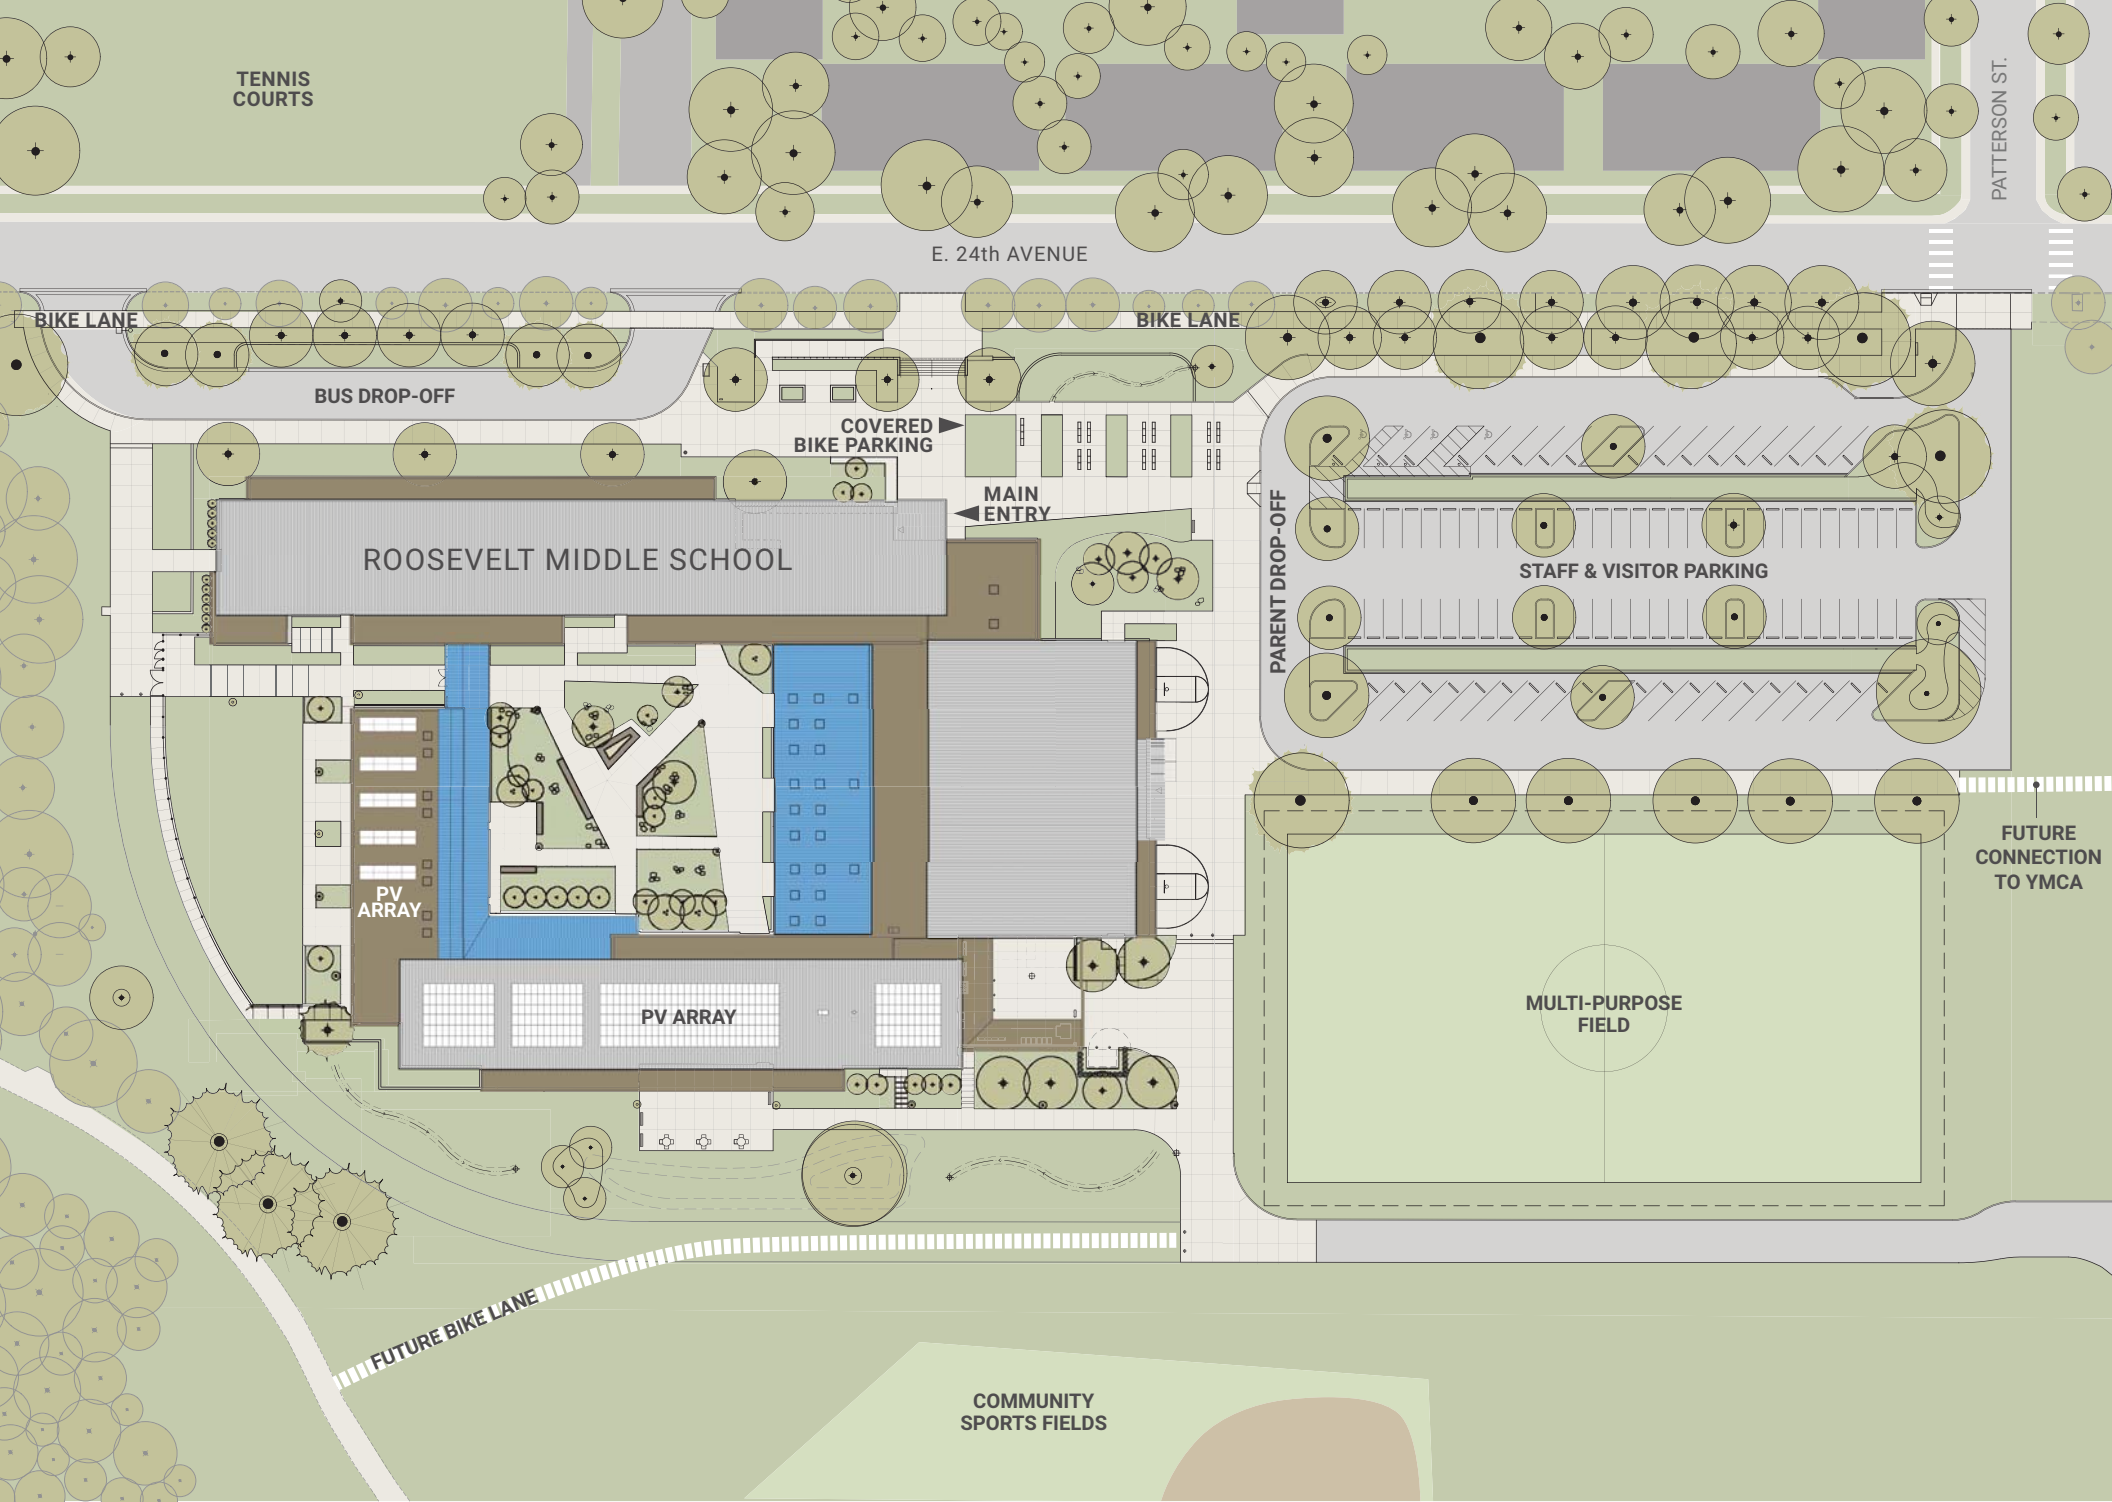 TENNIS
COURTS
PATTERSON ST.
E. 24th AVENUE
BIKE LANE
BIKE LANE
BUS DROP-OFF
COVERED
BIKE PARKING
MAIN
ENTRY
ROOSEVELT MIDDLE SCHOOL
PARENT DROP-OFF
STAFF & VISITOR PARKING
FUTURE
CONNECTION
TO YMCA
PV
ARRAY
PV ARRAY
MULTI-PURPOSE
FIELD
FUTURE BIKE LANE
COMMUNITY
SPORTS FIELDS